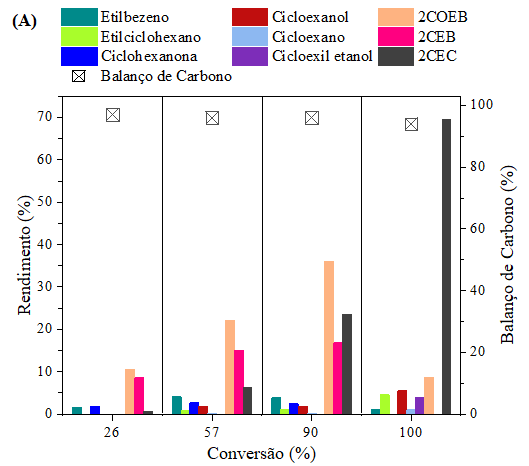 (A)
Etilbezeno Cicloexanol 2COEB
Etilciclohexano Cicloexano 2CEB
Ciclohexanona Cicloexil etanol 2CEC
Balanço de Carbono
70
60
50
40
30
20
10
0
Rendimento (%)
100
80
60
40
20
0
Balanço de Carbono (%)
26 57 90 100
Conversão (%)